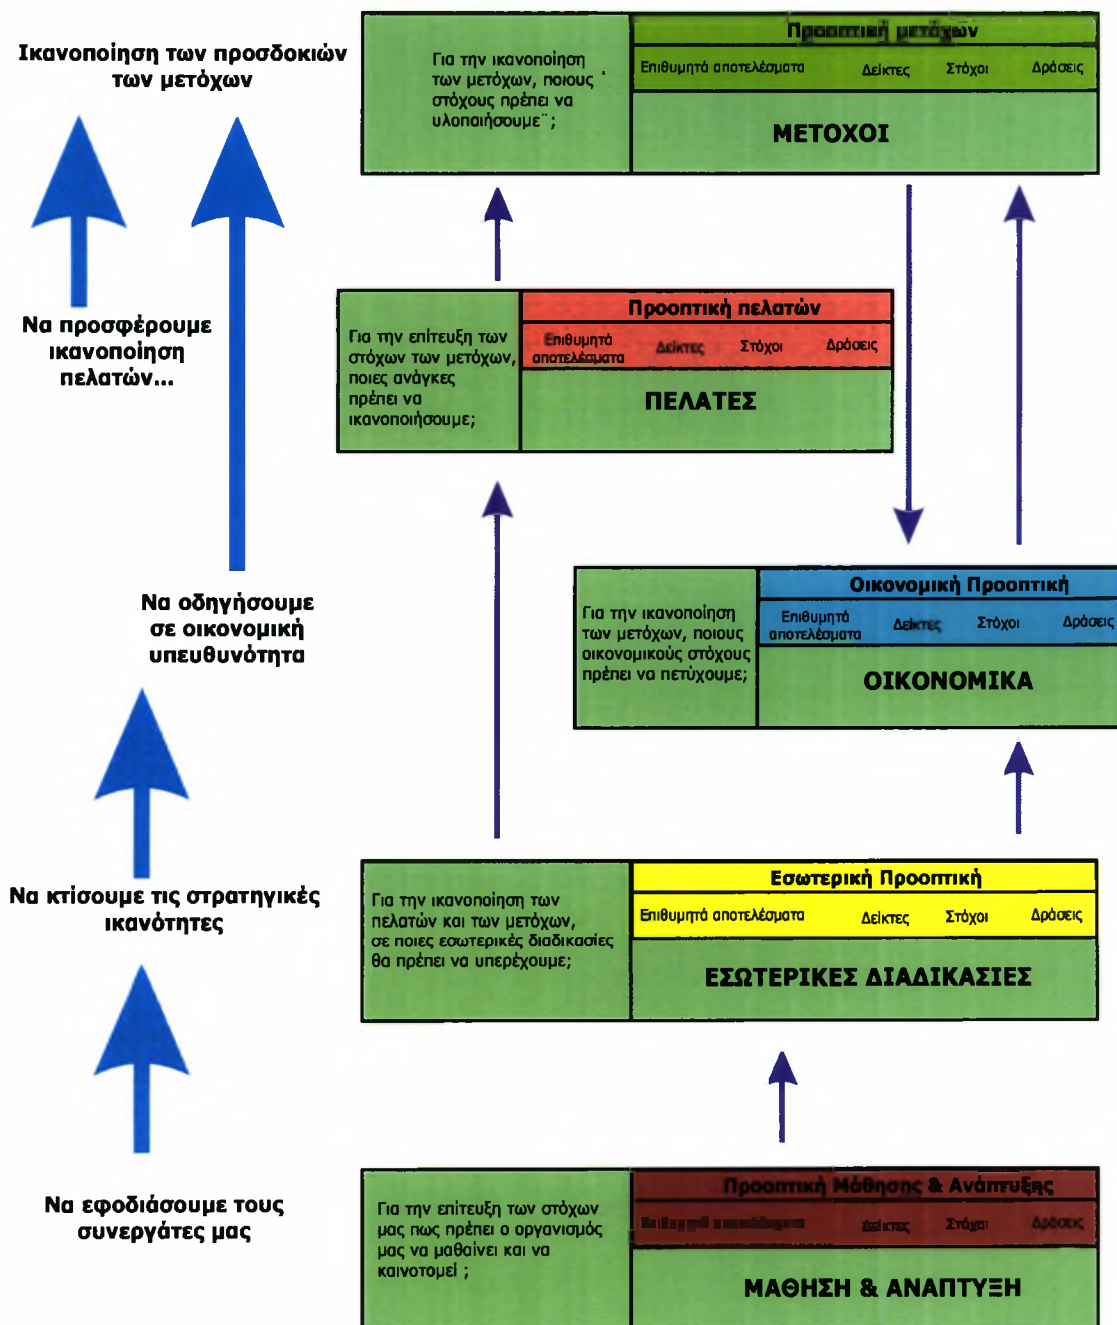 Ικανοποίηση των προσδοκιών
των μετόχων
Για την ικανοποίηση
των μετόχων, ποιους
στόχους πρέπει να
υλοπαιήσουμε¨;
Προοπτική μετόχων
Επιθυμητά αποτελέσματα Δείκτες Στόχοι Δράσεις
ΜΕΤΟΧΟΙ
Να προσφέρουμε
ικανοποίηση
πελατών...
Για την επίτευξη των
στόχων των μετόχων,
ποιες ανάγκες
πρέπει να
ικανοποιήσουμε;
Προοπτική πελατών
Επιθυμητά
αποτελέσματα
Δείκτες Στόχοι Δράσεις
ΠΕΛΑΤΕΣ
Να οδηγήσουμε
σε οικονομική
υπευθυνότητα
Για την ικανοποίηση
των μετόχων, ποιους
οικονομικούς στόχους
πρέπει να πετύχουμε;
Οικονομική Προοπτική
Επιθυμητά
αποτελέσματα
Δείκτες Στόχοι Δράσεις
ΟΙΚΟΝΟΜΙΚΑ
Να κτίσουμε τις στρατηγικές
ικανότητες
Για την ικανοποίηση των
πελατών και των μετόχων,
σε ποιες εσωτερικές διαδικασίες
θα πρέπει να υπερέχουμε;
Εσωτερική Προοπτική
Επιθυμητά αποτελέσματα Δείκτες Στόχοι Δράσεις
ΕΣΩΤΕΡΙΚΕΣ ΔΙΑΔΙΚΑΣΙΕΣ
Να εφοδιάσουμε τους
συνεργάτες μας
Για την επίτευξη των στόχων
μας πως πρέπει ο οργανισμός
μας να μαθαίνει και να
καινοτομεί ;
Προοπτική Μάθησης & Ανάπτυξης
Δείκτες Στόχοι Δράσεις
ΜΑΘΗΣΗ & ΑΝΑΠΤΥΞΗ